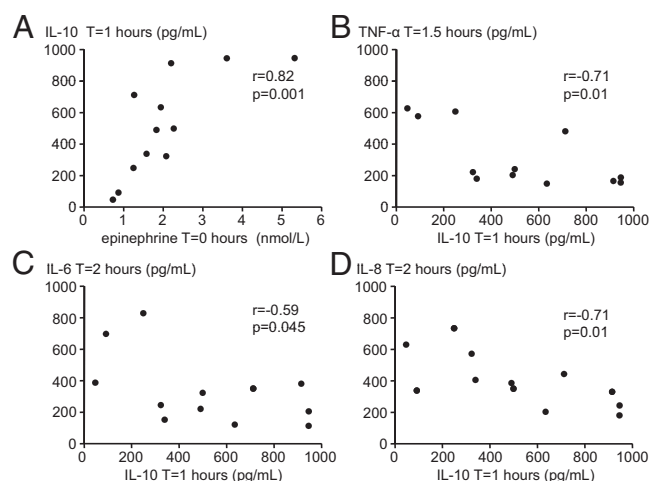 A IL-10 T=1 hours (pg/mL)
1000
800
600
400
200
0
r=0.82
p=0.001
0 1 2 3 4 5 6
epinephrine T=0 hours (nmol/L)
B TNF-α T=1.5 hours (pg/mL)
1000
800
600
400
200
0
r=-0.71
p=0.01
0 200 400 600 800 1000
IL-10 T=1 hours (pg/mL)
C IL-6 T=2 hours (pg/mL)
1000
800
600
400
200
0
r=-0.59
p=0.045
0 200 400 600 800 1000
IL-10 T=1 hours (pg/mL)
D IL-8 T=2 hours (pg/mL)
1000
800
600
400
200
0
r=-0.71
p=0.01
0 200 400 600 800 1000
IL-10 T=1 hours (pg/mL)